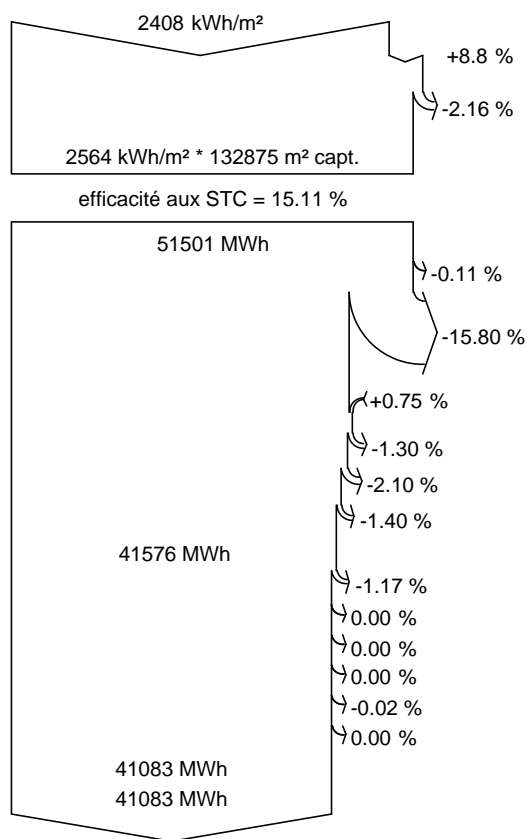 2408 kWh/m²
+8.8 %
-2.16 %
2564 kWh/m² * 132875 m² capt.
efficacité aux STC = 15.11 %
51501 MWh
-0.11 %
-15.80 %
+0.75 %
-1.30 %
-2.10 %
-1.40 %
41576 MWh
-1.17 %
0.00 %
0.00 %
0.00 %
-0.02 %
0.00 %
41083 MWh
41083 MWh